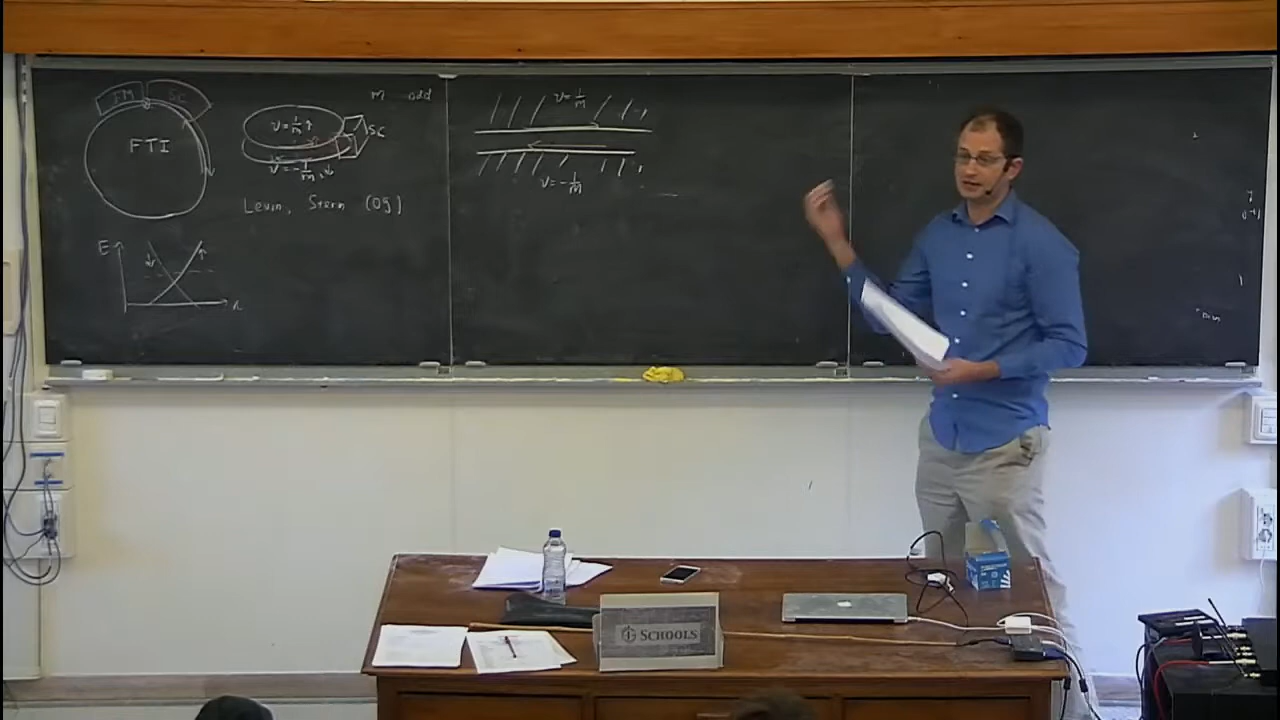 FM SC
FTI
m odd
ν=1/m ↑
SC
ν=-1/m, ↓
Levin, Stern (09)
E
↓ ↑
k
ν=1/m
ν=-1/m
SCHOOLS